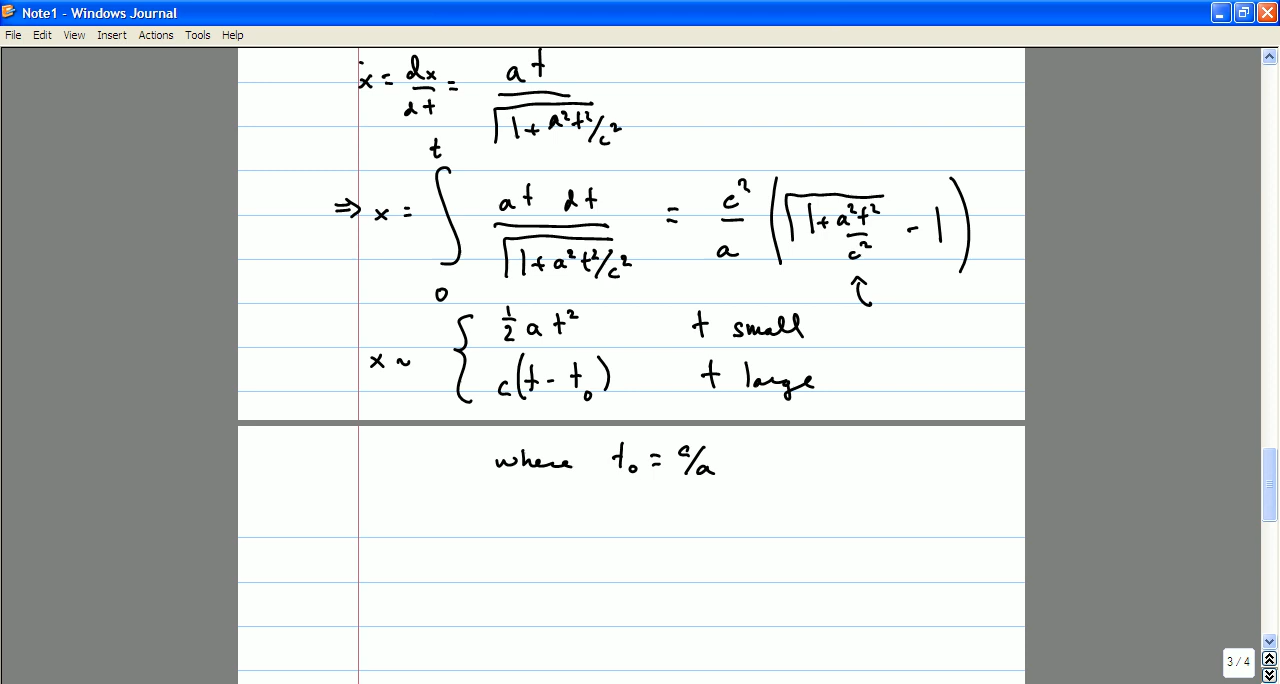 Note1 - Windows Journal
File Edit View Insert Actions Tools Help
ẋ = dx/dt = at / √(1 + a²t²/c²)
⇒ x = ∫₀ᵗ at dt / √(1 + a²t²/c²) = c²/a (√(1 + a²t²/c²) - 1)
↑
x ~ { ½ a t² t small
c(t - t₀) t large
where t₀ = c/a
3 / 4